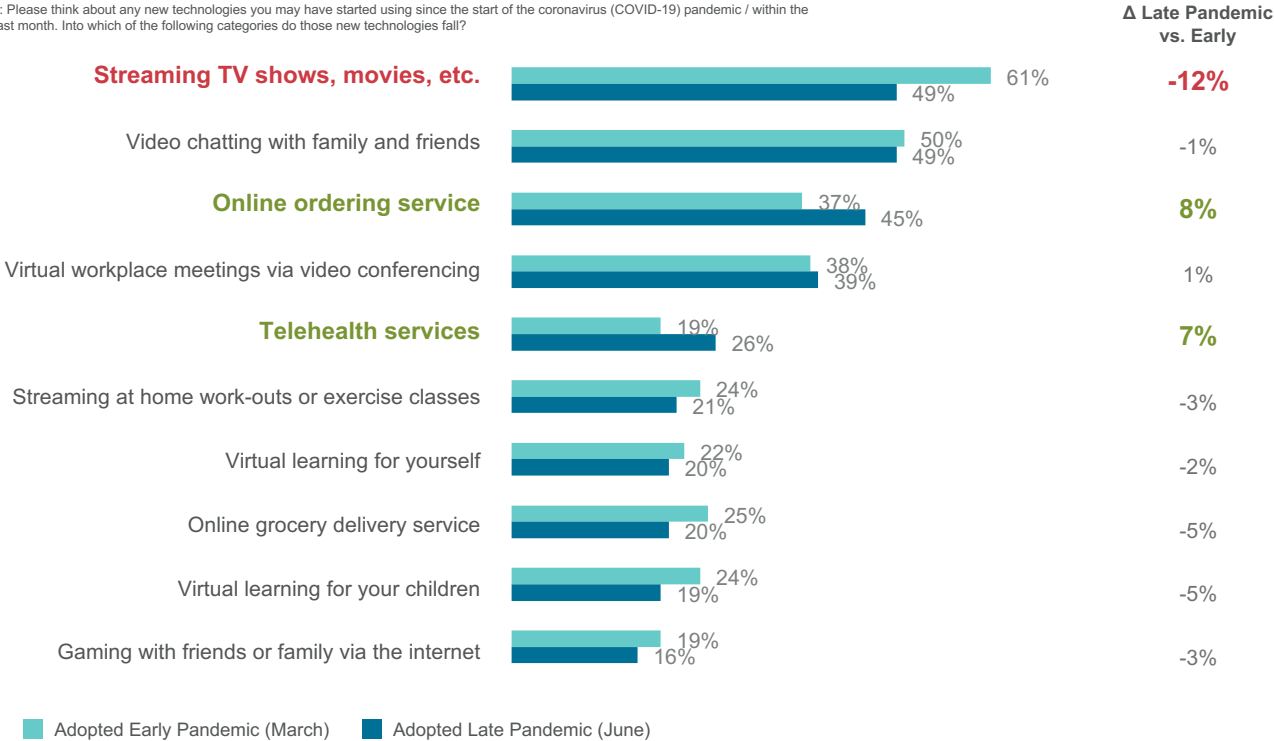 : Please think about any new technologies you may have started using since the start of the coronavirus (COVID-19) pandemic / within the
ast month. Into which of the following categories do those new technologies fall?
Δ Late Pandemic
vs. Early
Streaming TV shows, movies, etc.
61%
49%
-12%
Video chatting with family and friends
50%
49%
-1%
Online ordering service
37%
45%
8%
Virtual workplace meetings via video conferencing
38%
39%
1%
Telehealth services
19%
26%
7%
Streaming at home work-outs or exercise classes
24%
21%
-3%
Virtual learning for yourself
22%
20%
-2%
Online grocery delivery service
25%
20%
-5%
Virtual learning for your children
24%
19%
-5%
Gaming with friends or family via the internet
19%
16%
-3%
Adopted Early Pandemic (March)
Adopted Late Pandemic (June)